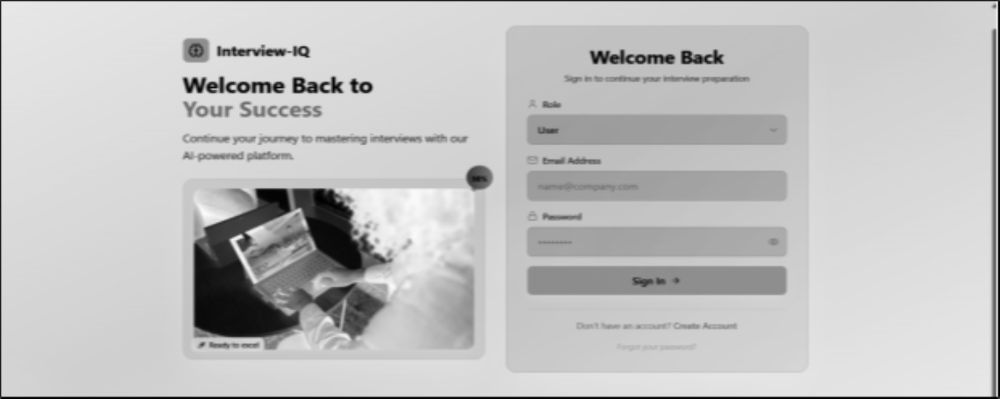 Interview-IQ
Welcome Back to
Your Success
Continue your journey to mastering interviews with our
AI-powered platform.
Ready to excel
Welcome Back
Sign in to continue your interview preparation
Role
User
Email Address
name@company.com
Password
Sign In →
Don't have an account? Create Account
Forgot your password?